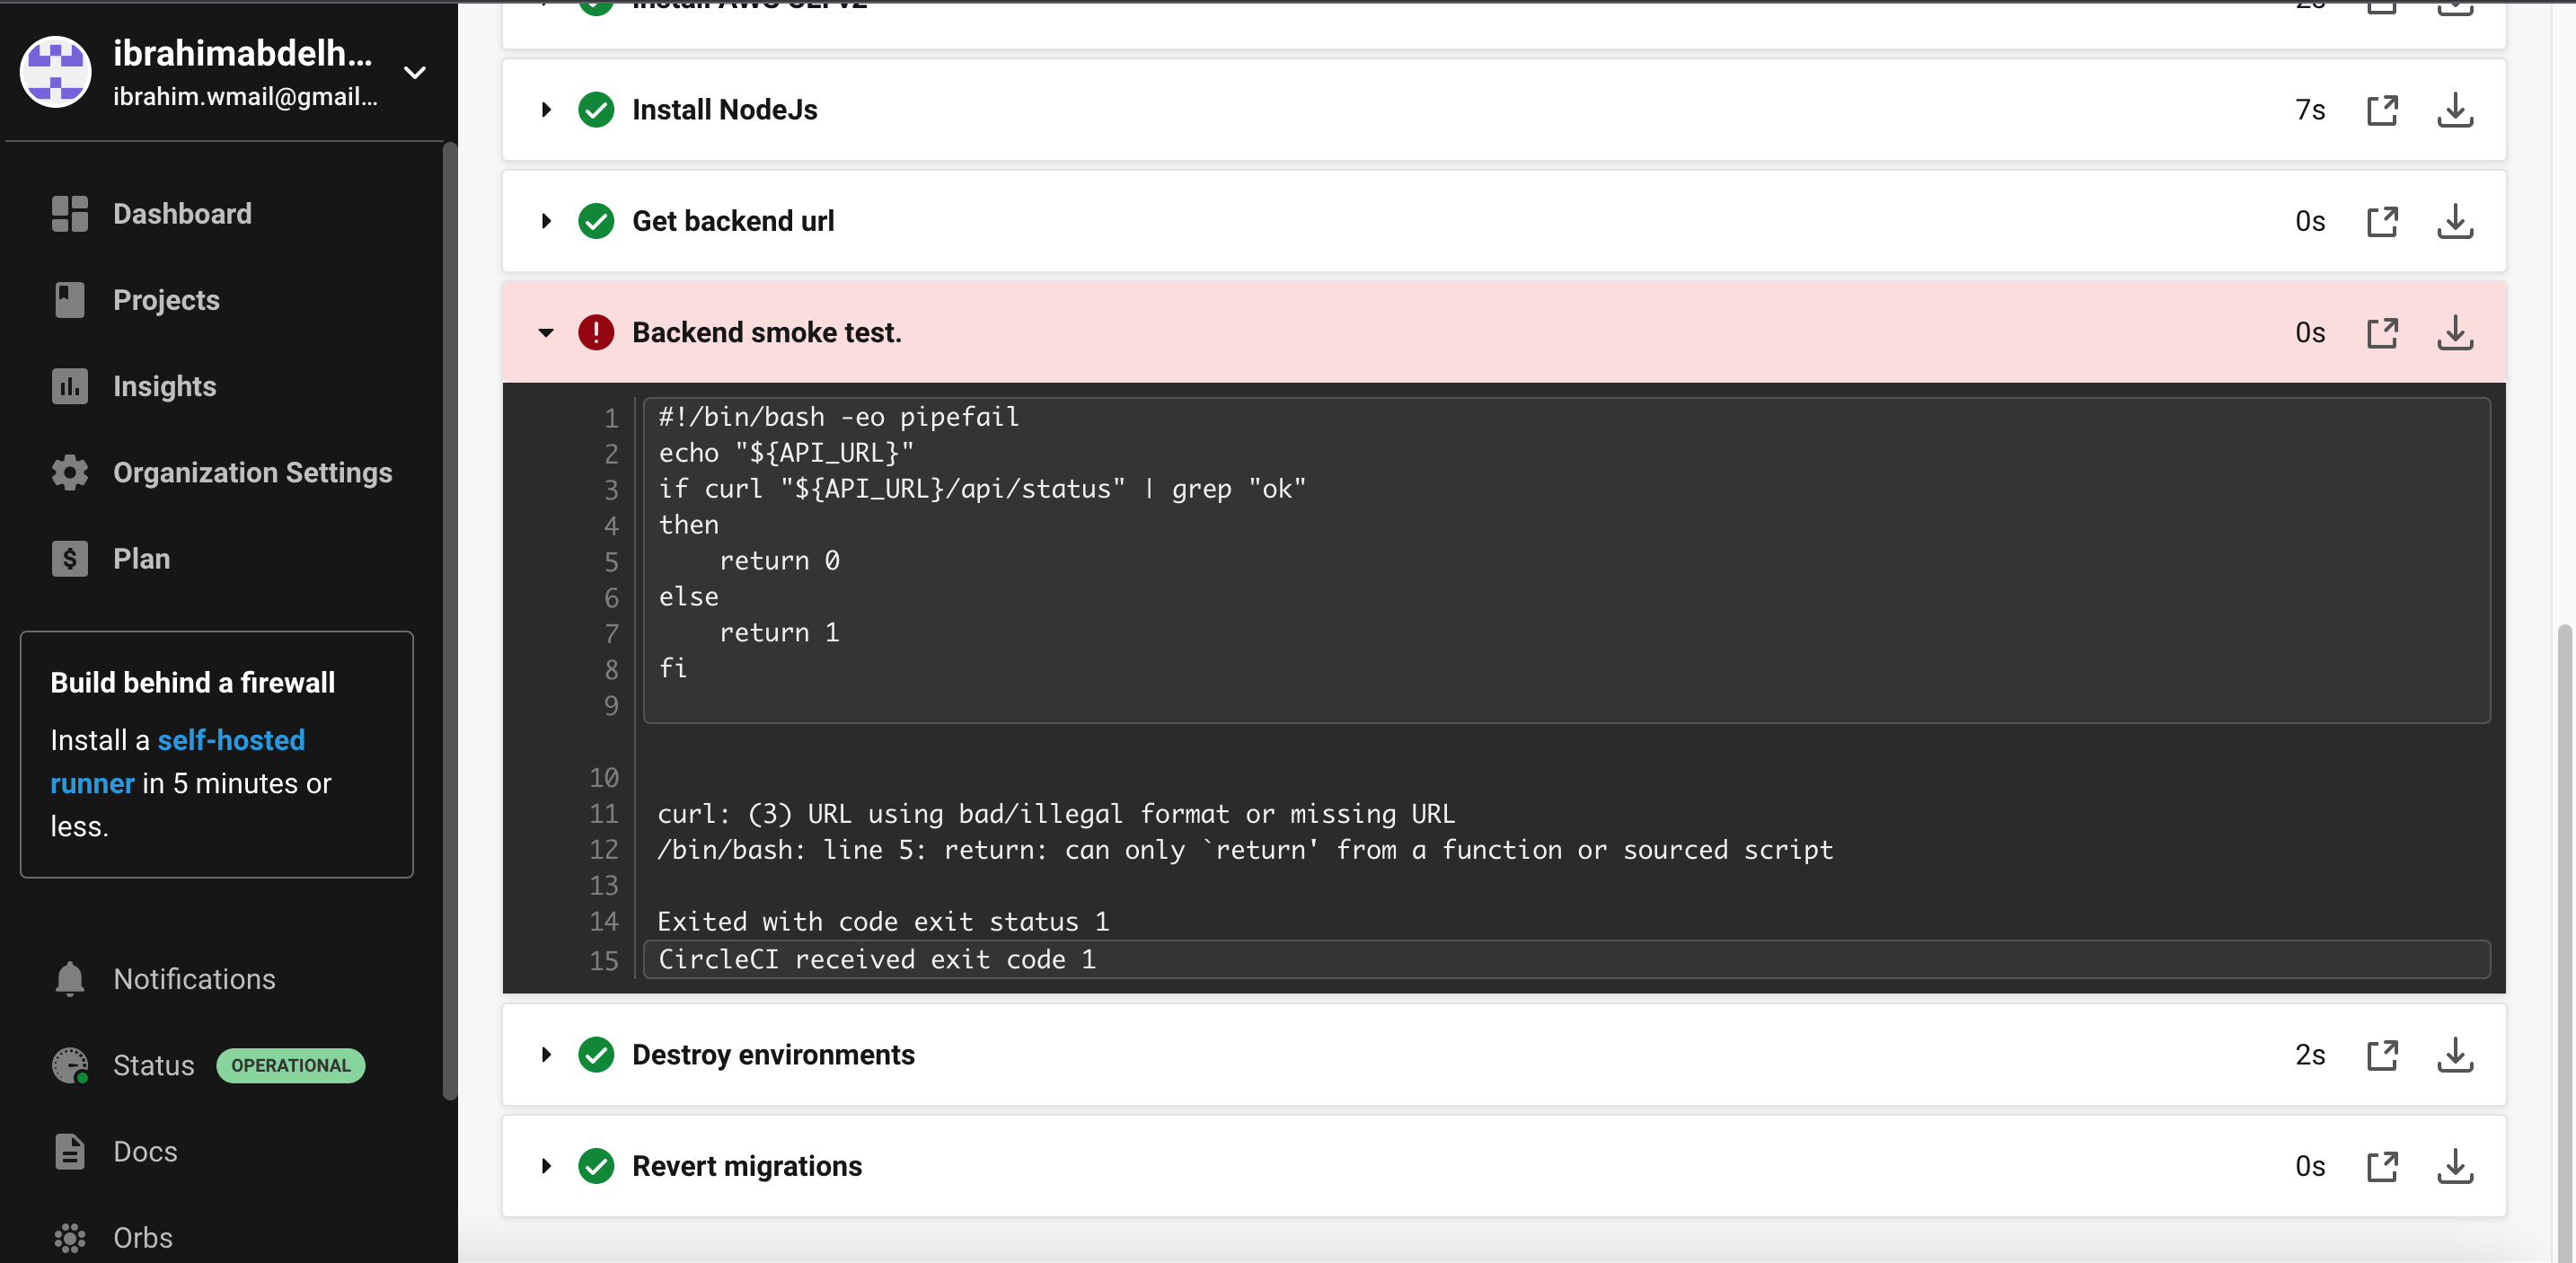 ibrahimabdelh...
ibrahim.wmail@gmail...
Dashboard
Projects
Insights
Organization Settings
Plan
Build behind a firewall
Install a self-hosted
runner in 5 minutes or
less.
Notifications
Status OPERATIONAL
Docs
Orbs
Install AWS CLI v2 2s
Install NodeJs 7s
Get backend url 0s
Backend smoke test. 0s
1 #!/bin/bash -eo pipefail
2 echo "${API_URL}"
3 if curl "${API_URL}/api/status" | grep "ok"
4 then
5     return 0
6 else
7     return 1
8 fi
9
10
11 curl: (3) URL using bad/illegal format or missing URL
12 /bin/bash: line 5: return: can only `return' from a function or sourced script
13
14 Exited with code exit status 1
15 CircleCI received exit code 1
Destroy environments 2s
Revert migrations 0s